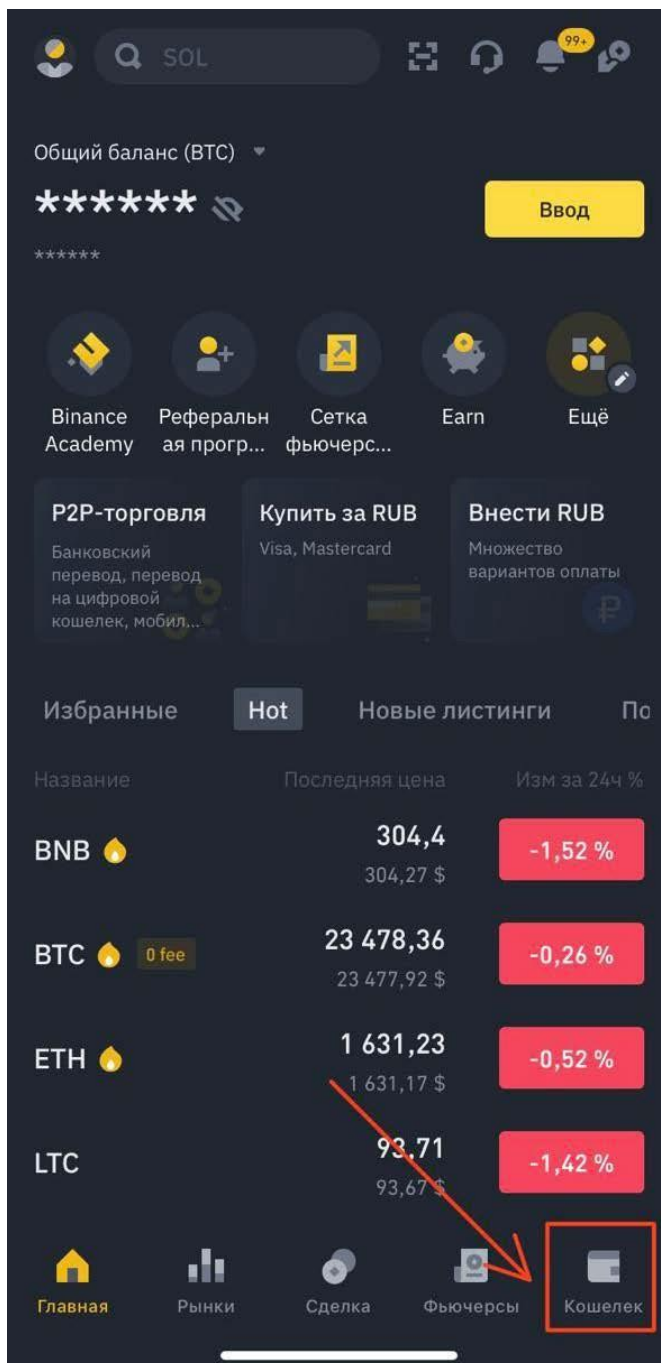 SOL
99+
Общий баланс (BTC)
******
Ввод
******
Binance
Academy
Реферальн
ая прогр...
Сетка
фьючерс...
Earn
Ещё
P2P-торговля
Банковский
перевод, перевод
на цифровой
кошелек, мобил...
Купить за RUB
Visa, Mastercard
Внести RUB
Множество
вариантов оплаты
Избранные Hot Новые листинги По
Название Последняя цена Изм за 24ч %
BNB 304,4 -1,52 %
304,27 $
BTC 0 fee 23 478,36 -0,26 %
23 477,92 $
ETH 1 631,23 -0,52 %
1 631,17 $
LTC 93,71 -1,42 %
93,67 $
Главная Рынки Сделка Фьючерсы Кошелек